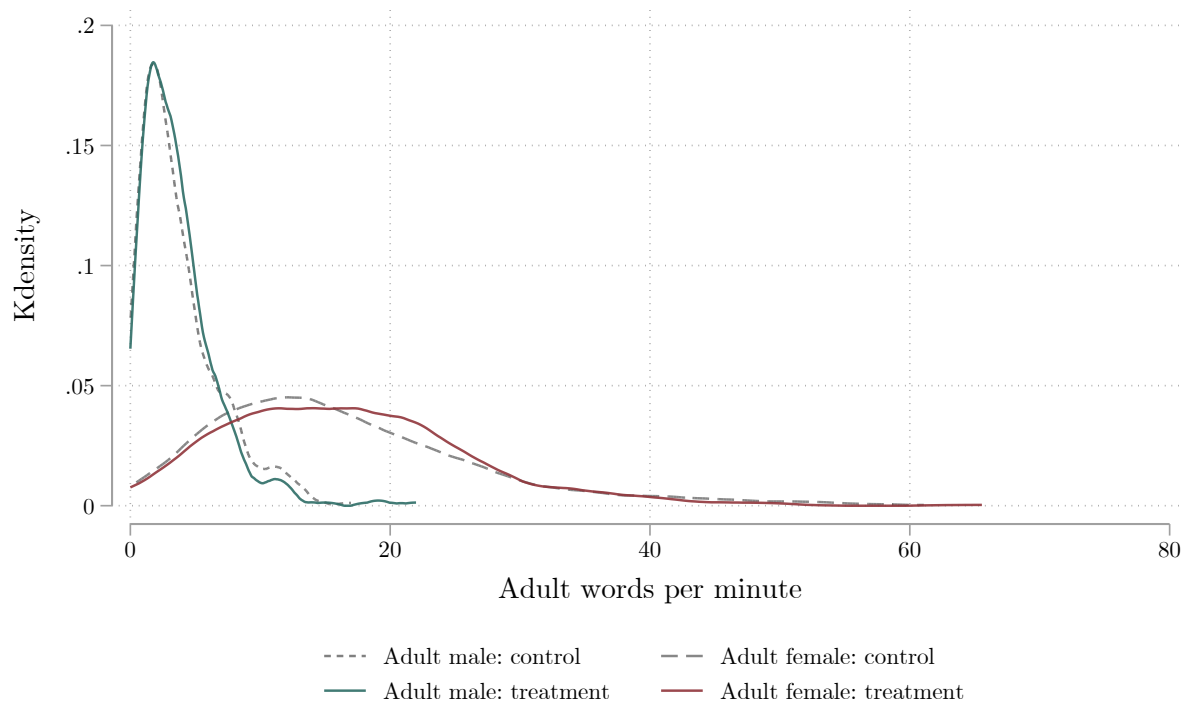 .2
.15
.1
.05
0
Kdensity
0 20 40 60 80
Adult words per minute
Adult male: control Adult female: control
Adult male: treatment Adult female: treatment